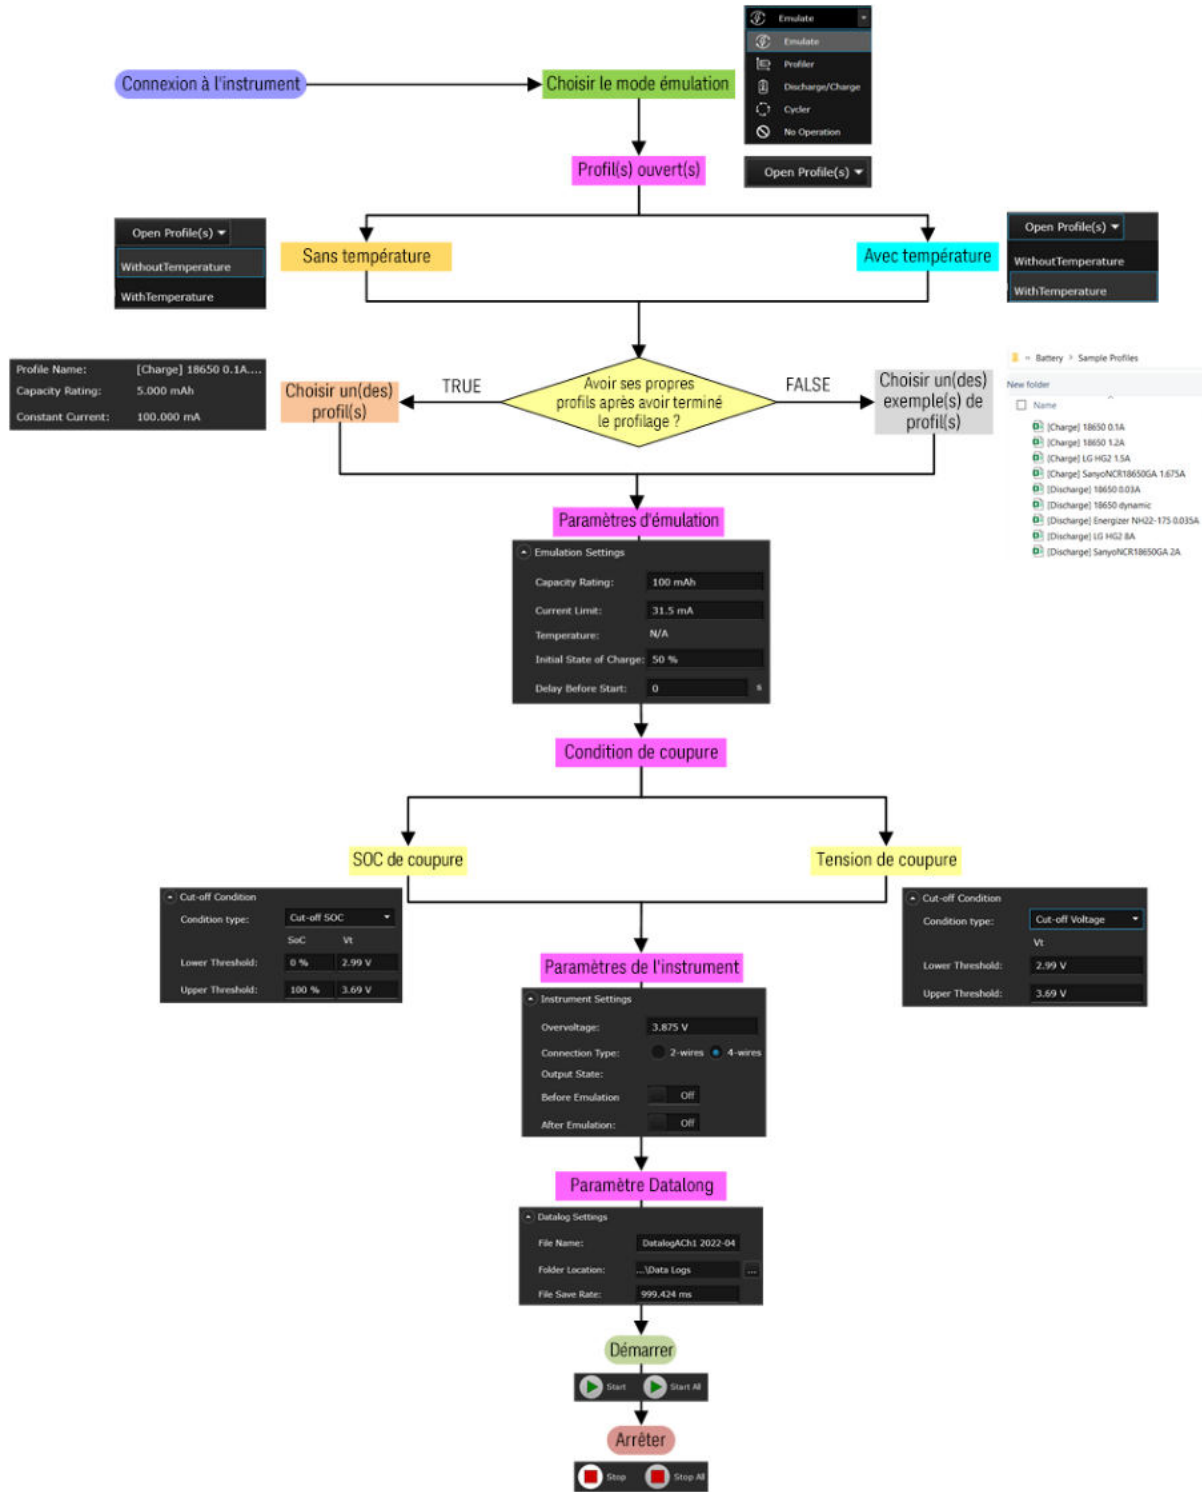 Emulate
Emulate
Profiler
Discharge/Charge
Cycler
No Operation
Connexion à l'instrument
Choisir le mode émulation
Profil(s) ouvert(s)
Open Profile(s)
Open Profile(s)
WithoutTemperature
WithTemperature
Sans température
Avec température
Open Profile(s)
WithoutTemperature
WithTemperature
Profile Name: [Charge] 18650 0.1A....
Capacity Rating: 5.000 mAh
Constant Current: 100.000 mA
Choisir un(des)
profil(s)
TRUE
Avoir ses propres
profils après avoir terminé
le profilage ?
FALSE
Choisir un(des)
exemple(s) de
profil(s)
Battery > Sample Profiles
New folder
Name
[Charge] 18650 0.1A
[Charge] 18650 1.2A
[Charge] LG HG2 1.5A
[Charge] SanyoNCR18650GA 1.675A
[Discharge] 18650 0.03A
[Discharge] 18650 dynamic
[Discharge] Energizer NH22-175 0.035A
[Discharge] LG HG2 8A
[Discharge] SanyoNCR18650GA 2A
Paramètres d'émulation
Emulation Settings
Capacity Rating: 100 mAh
Current Limit: 31.5 mA
Temperature: N/A
Initial State of Charge: 50 %
Delay Before Start: 0 s
Condition de coupure
SOC de coupure
Tension de coupure
Cut-off Condition
Condition type: Cut-off SOC
SoC Vt
Lower Threshold: 0 % 2.99 V
Upper Threshold: 100 % 3.69 V
Cut-off Condition
Condition type: Cut-off Voltage
Vt
Lower Threshold: 2.99 V
Upper Threshold: 3.69 V
Paramètres de l'instrument
Instrument Settings
Overvoltage: 3.875 V
Connection Type: 2-wires 4-wires
Output State:
Before Emulation Off
After Emulation: Off
Paramètre Datalong
Datalog Settings
File Name: DatalogACh1 2022-04
Folder Location: ...\Data Logs ...
File Save Rate: 999.424 ms
Démarrer
Start Start All
Arrêter
Stop Stop All